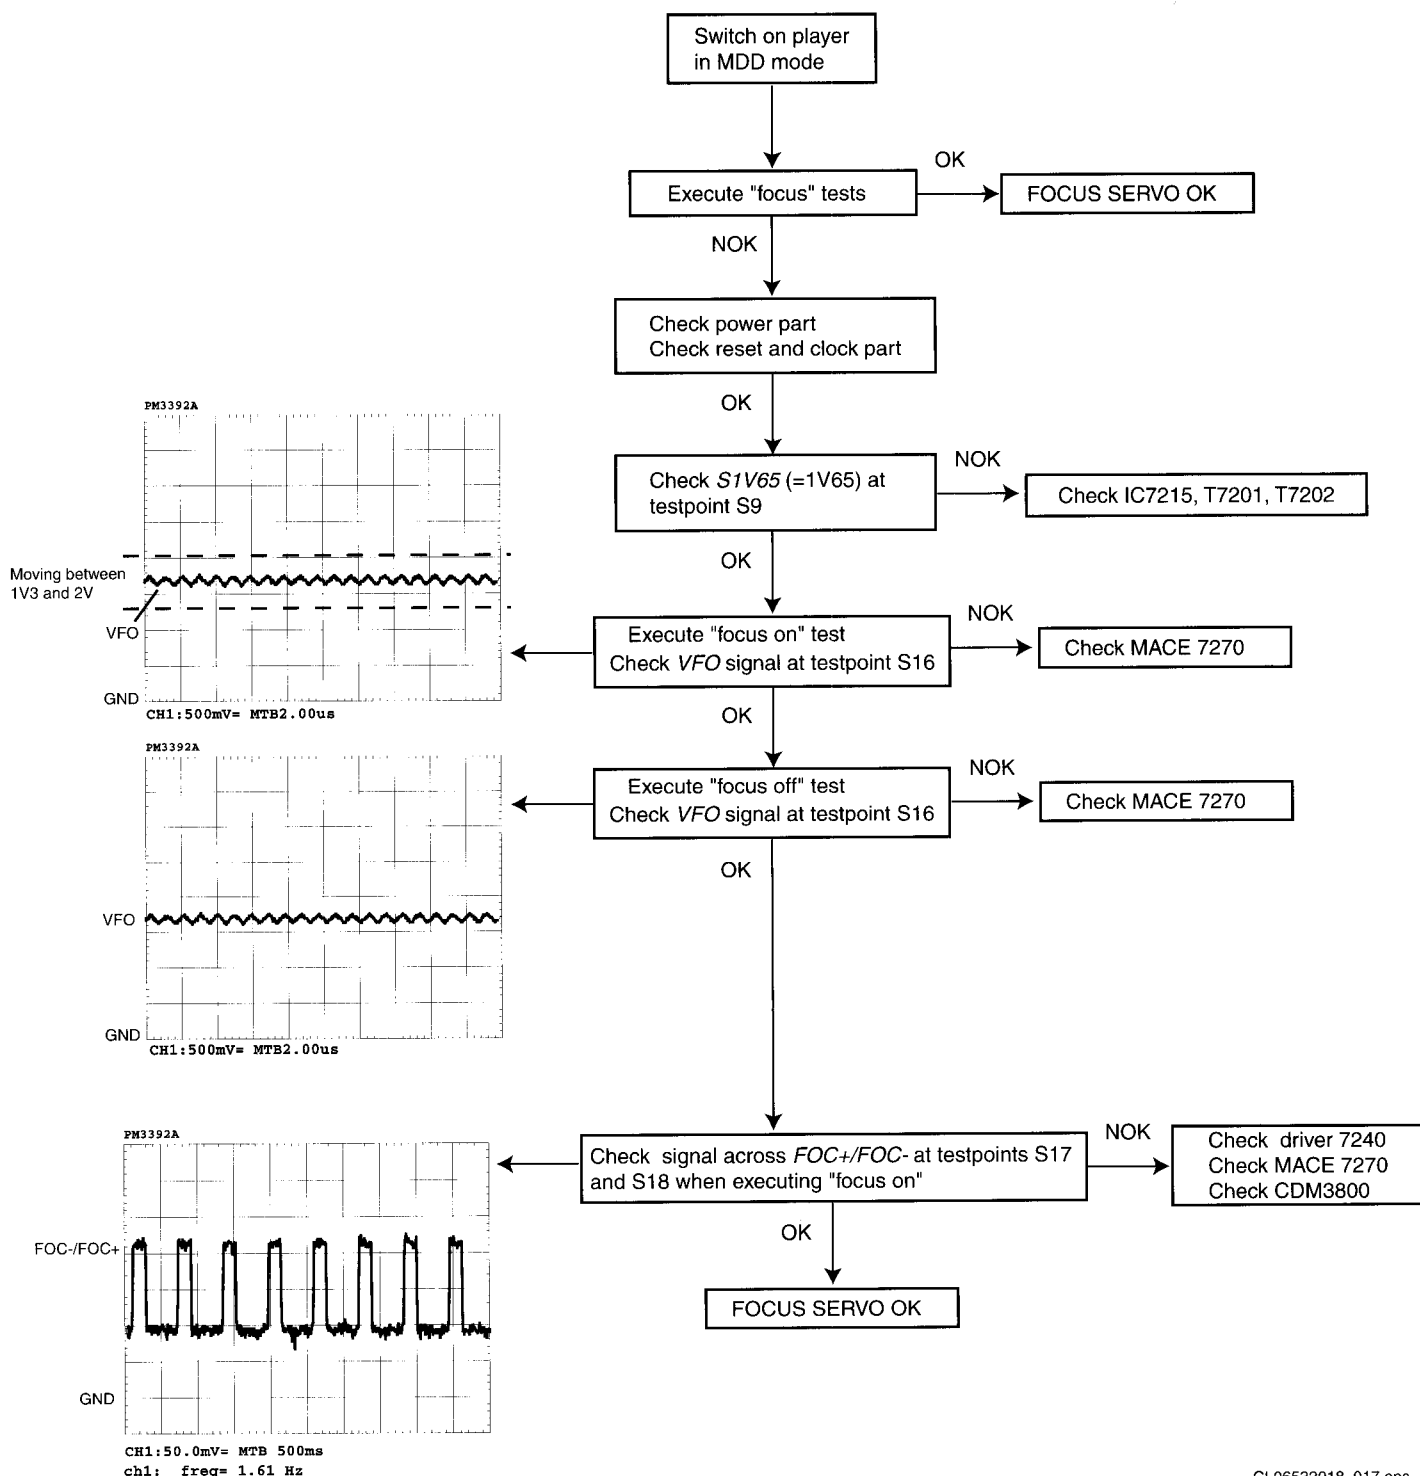 Switch on player
in MDD mode
Execute "focus" tests
OK
FOCUS SERVO OK
NOK
Check power part
Check reset and clock part
OK
Check S1V65 (=1V65) at
testpoint S9
NOK
Check IC7215, T7201, T7202
OK
PM3392A
Moving between
1V3 and 2V
VFO
GND
CH1:500mV= MTB2.00us
Execute "focus on" test
Check VFO signal at testpoint S16
NOK
Check MACE 7270
OK
PM3392A
VFO
GND
CH1:500mV= MTB2.00us
Execute "focus off" test
Check VFO signal at testpoint S16
NOK
Check MACE 7270
OK
PM3392A
FOC-/FOC+
GND
CH1:50.0mV= MTB 500ms
ch1: freq= 1.61 Hz
Check signal across FOC+/FOC- at testpoints S17
and S18 when executing "focus on"
NOK
Check driver 7240
Check MACE 7270
Check CDM3800
OK
FOCUS SERVO OK